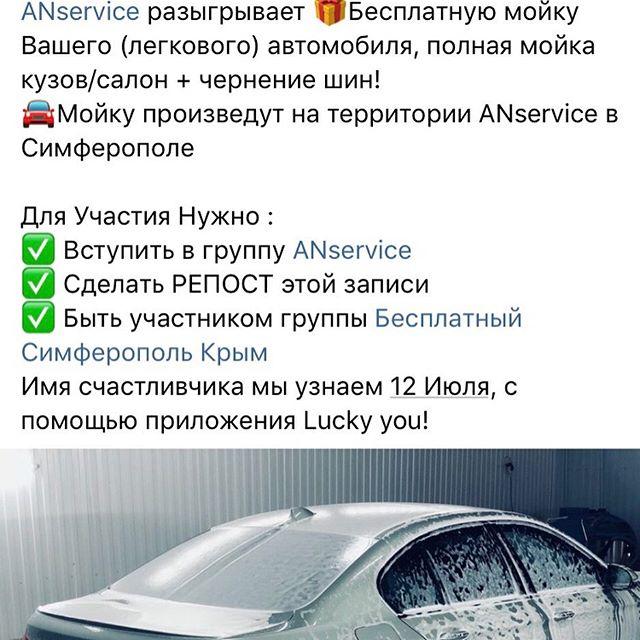 ANservice разыгрывает 🎁Бесплатную мойку
Вашего (легкового) автомобиля, полная мойка
кузов/салон + чернение шин!
🚘Мойку произведут на территории ANservice в
Симферополе
Для Участия Нужно :
✅ Вступить в группу ANservice
✅ Сделать РЕПОСТ этой записи
✅ Быть участником группы Бесплатный
Симферополь Крым
Имя счастливчика мы узнаем 12 Июля, с
помощью приложения Lucky you!